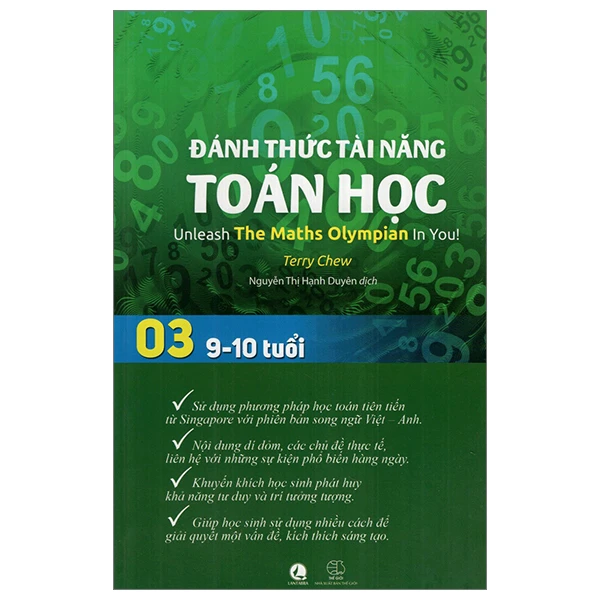 ĐÁNH THỨC TÀI NĂNG
TOÁN HỌC
Unleash The Maths Olympian In You!
Terry Chew
Nguyễn Thị Hạnh Duyên dịch
03 9-10 tuổi
Sử dụng phương pháp học toán tiên tiến
từ Singapore với phiên bản song ngữ Việt – Anh.
Nội dung dí dỏm, các chủ đề thực tế,
liên hệ với những sự kiện phổ biến hàng ngày.
Khuyến khích học sinh phát huy
khả năng tư duy và trí tưởng tượng.
Giúp học sinh sử dụng nhiều cách để
giải quyết một vấn đề, kích thích sáng tạo.